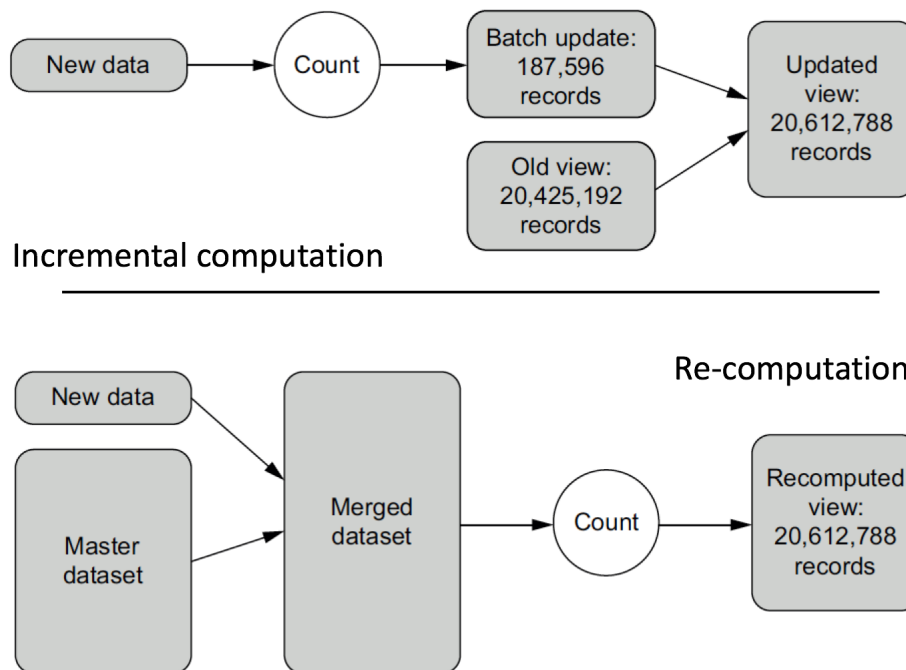 New data
Count
Batch update:
187,596
records
Old view:
20,425,192
records
Updated
view:
20,612,788
records
Incremental computation
Re-computation
New data
Master
dataset
Merged
dataset
Count
Recomputed
view:
20,612,788
records